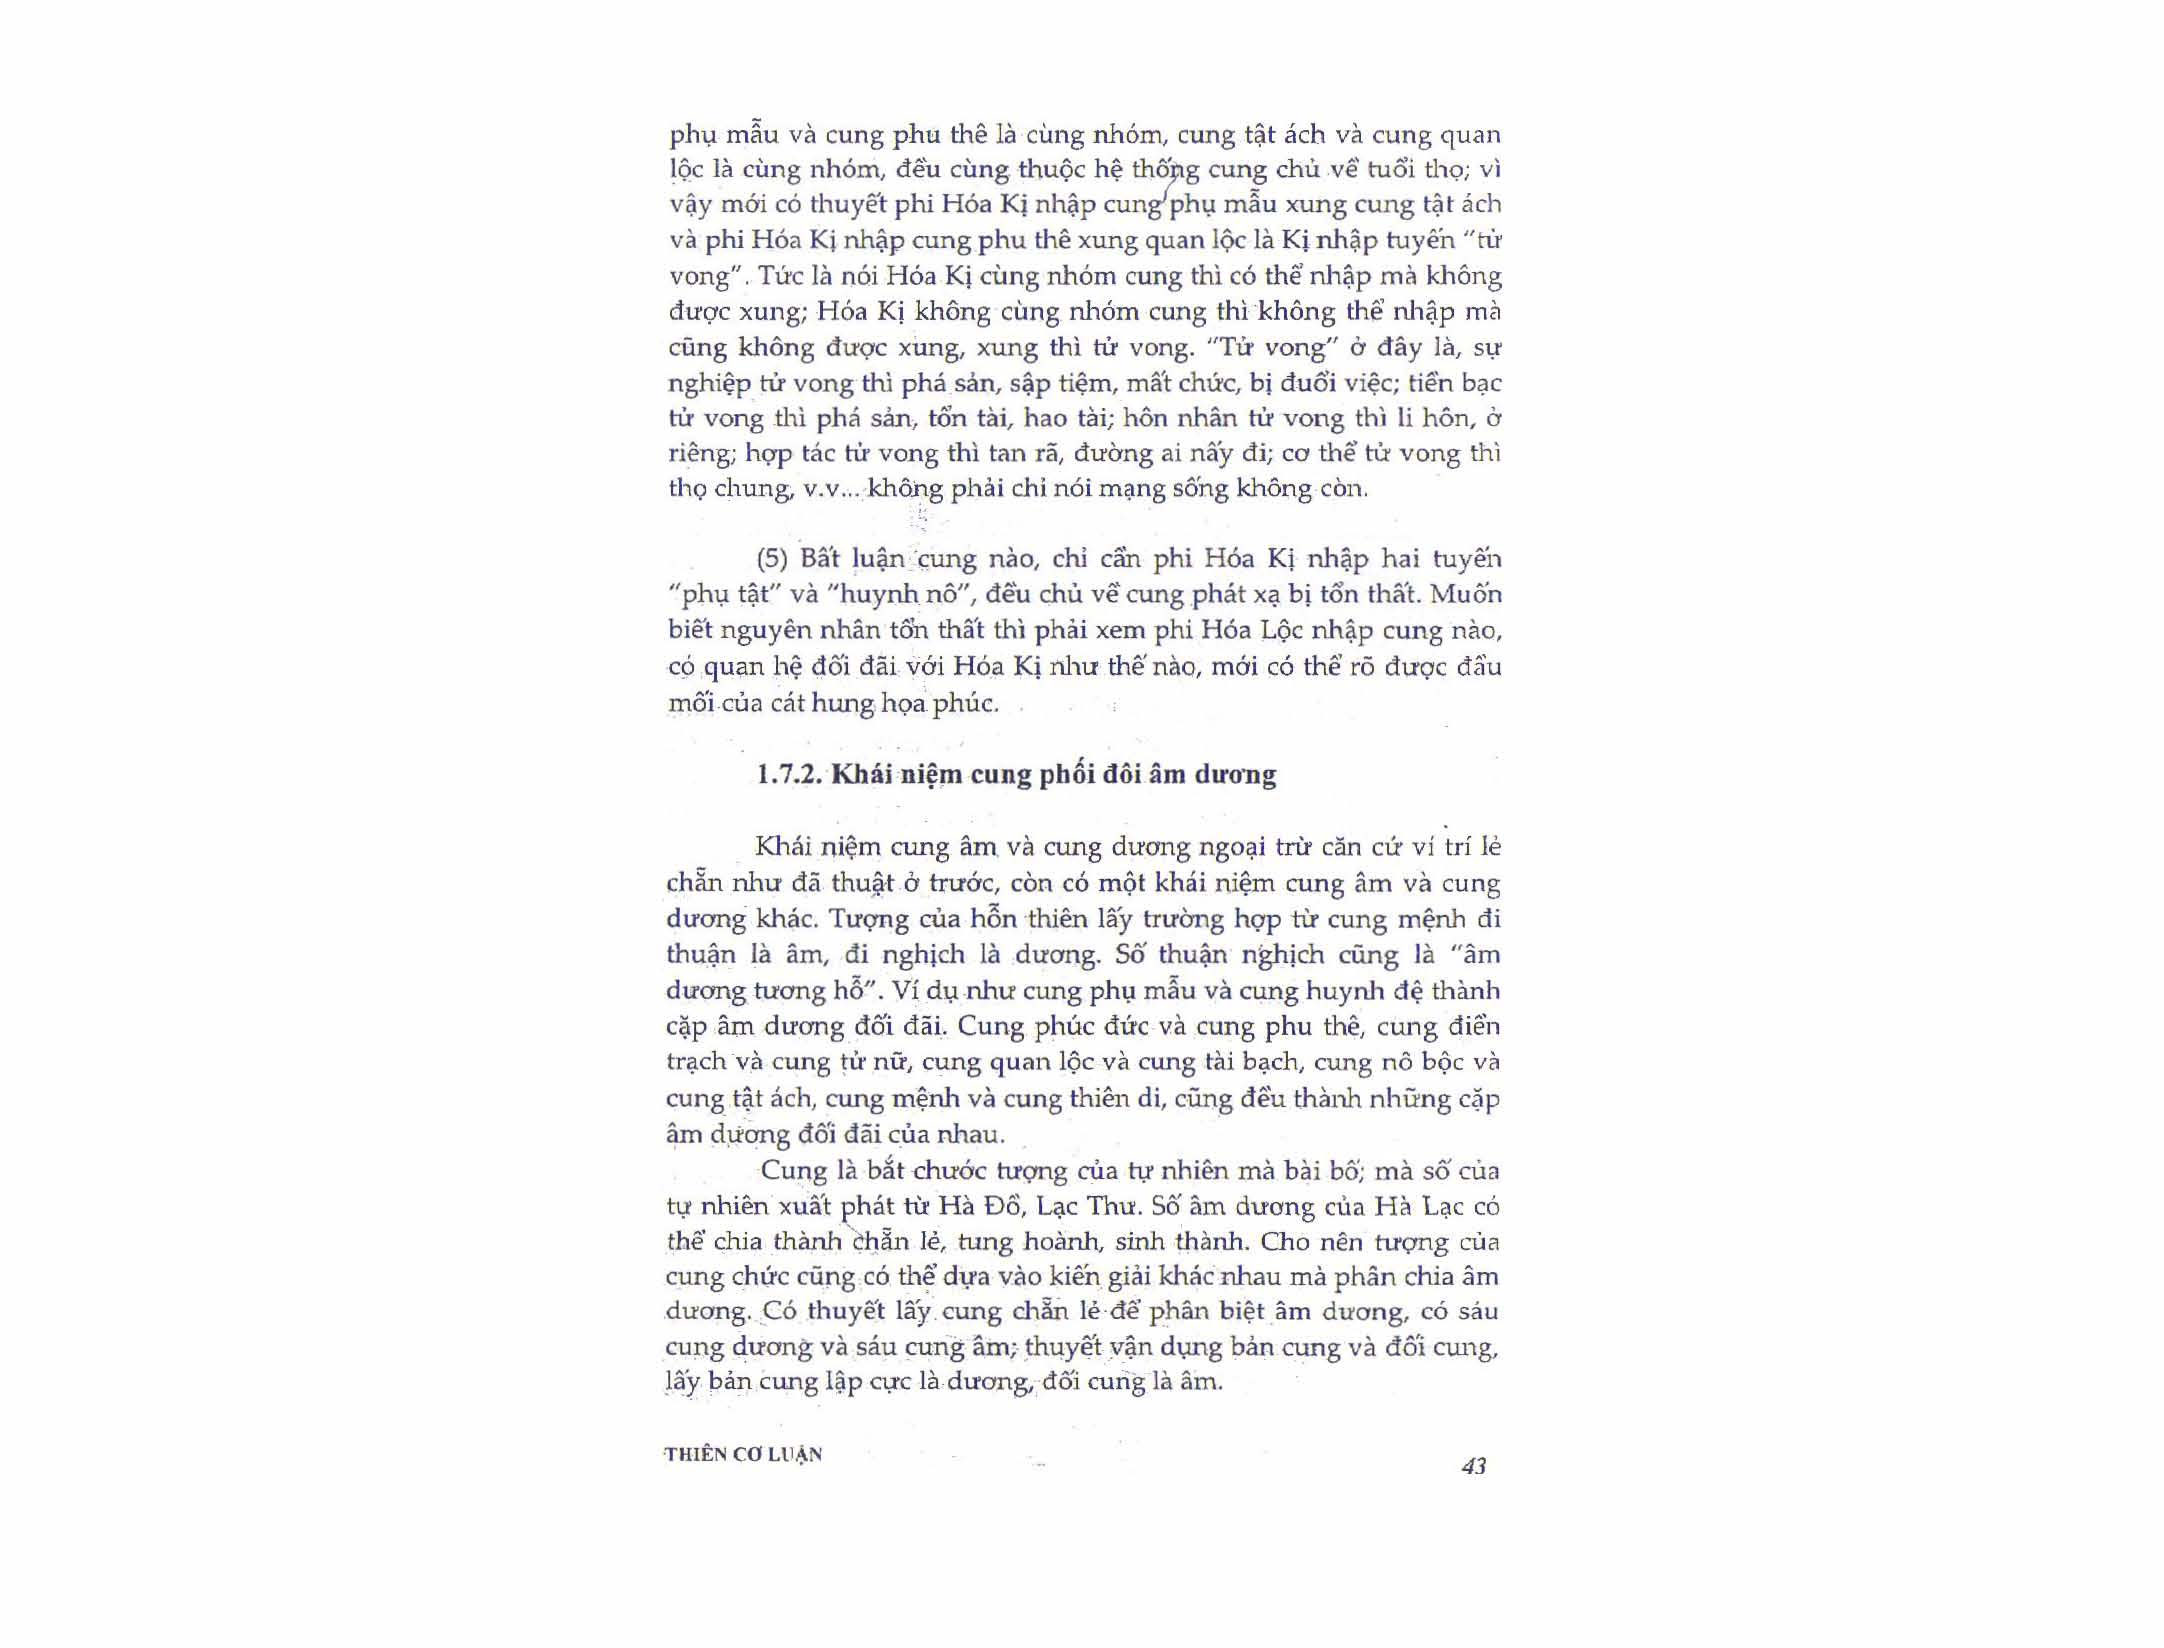 phụ mẫu và cung phu thê là cùng nhóm, cung tật ách và cung quan
lộc là cùng nhóm, đều cùng thuộc hệ thống cung chủ về tuổi thọ; vì
vậy mới có thuyết phi Hóa Kị nhập cung phụ mẫu xung cung tật ách
và phi Hóa Kị nhập cung phu thê xung quan lộc là Kị nhập tuyến "tử
vong". Tức là nói Hóa Kị cùng nhóm cung thì có thể nhập mà không
được xung; Hóa Kị không cùng nhóm cung thì không thể nhập mà
cũng không được xung, xung thì tử vong. "Tử vong" ở đây là, sự
nghiệp tử vong thì phá sản, sập tiệm, mất chức, bị đuổi việc; tiền bạc
tử vong thì phá sản, tổn tài, hao tài; hôn nhân tử vong thì li hôn, ở
riêng; hợp tác tử vong thì tan rã, đường ai nấy đi; cơ thể tử vong thì
thọ chung, v.v... không phải chỉ nói mạng sống không còn.
(5) Bất luận cung nào, chỉ cần phi Hóa Kị nhập hai tuyến
"phụ tật" và "huynh nô", đều chủ về cung phát xạ bị tổn thất. Muốn
biết nguyên nhân tổn thất thì phải xem phi Hóa Lộc nhập cung nào,
có quan hệ đối đãi với Hóa Kị như thế nào, mới có thể rõ được đầu
mối của cát hung họa phúc.
1.7.2. Khái niệm cung phối đôi âm dương
Khái niệm cung âm và cung dương ngoại trừ căn cứ ví trí lẻ
chẵn như đã thuật ở trước, còn có một khái niệm cung âm và cung
dương khác. Tượng của hỗn thiên lấy trường hợp từ cung mệnh đi
thuận là âm, đi nghịch là dương. Số thuận nghịch cũng là "âm
dương tương hỗ". Ví dụ như cung phụ mẫu và cung huynh đệ thành
cặp âm dương đối đãi. Cung phúc đức và cung phu thê, cung điền
trạch và cung tử nữ, cung quan lộc và cung tài bạch, cung nô bộc và
cung tật ách, cung mệnh và cung thiên di, cũng đều thành những cặp
âm dương đối đãi của nhau.
Cung là bắt chước tượng của tự nhiên mà bài bố; mà số của
tự nhiên xuất phát từ Hà Đồ, Lạc Thư. Số âm dương của Hà Lạc có
thể chia thành chẵn lẻ, tung hoành, sinh thành. Cho nên tượng của
cung chức cũng có thể dựa vào kiến giải khác nhau mà phân chia âm
dương. Có thuyết lấy cung chẵn lẻ để phân biệt âm dương, có sáu
cung dương và sáu cung âm; thuyết vận dụng bản cung và đối cung,
lấy bản cung lập cực là dương, đối cung là âm.
THIÊN CƠ LUẬN
43